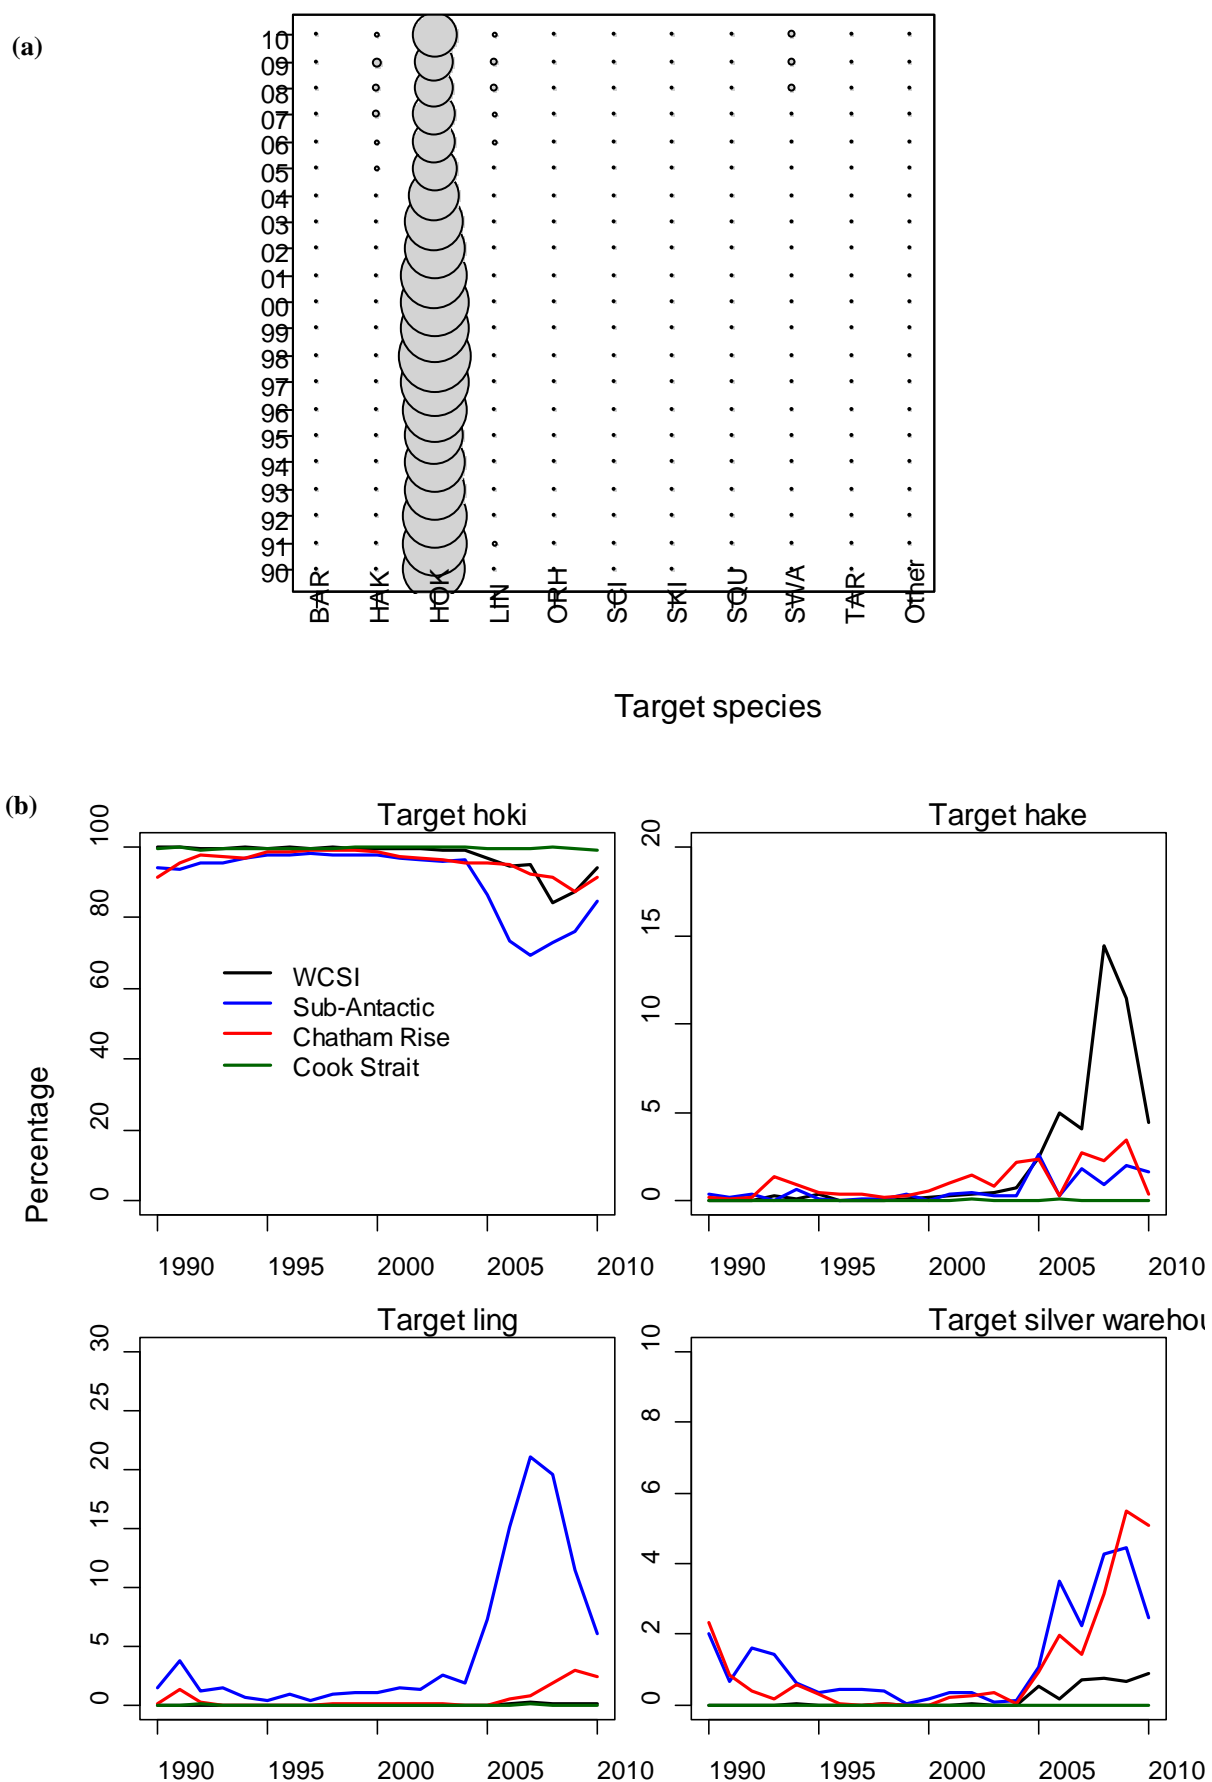 (a)
10
09
08
07
06
05
04
03
02
01
00
99
98
97
96
95
94
93
92
91
90
BAR HAK HOK LIN ORH SCI SKI SQU SWA TAR Other
Target species
(b)
Percentage
Target hoki
100
80
60
40
20
0
WCSI
Sub-Antactic
Chatham Rise
Cook Strait
1990 1995 2000 2005 2010
Target hake
20
15
10
5
0
1990 1995 2000 2005 2010
Target ling
30
25
20
15
10
5
0
1990 1995 2000 2005 2010
Target silver warehou
10
8
6
4
2
0
1990 1995 2000 2005 2010